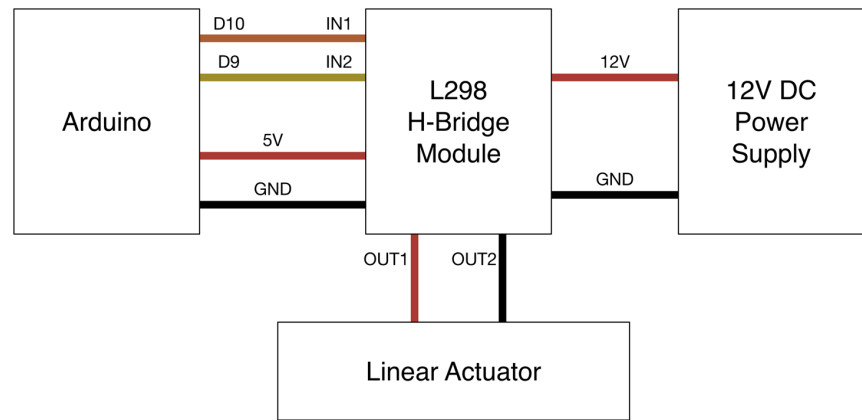 D10 IN1
D9 IN2
5V
GND
Arduino
L298
H-Bridge
Module
12V
GND
12V DC
Power
Supply
OUT1
OUT2
Linear Actuator